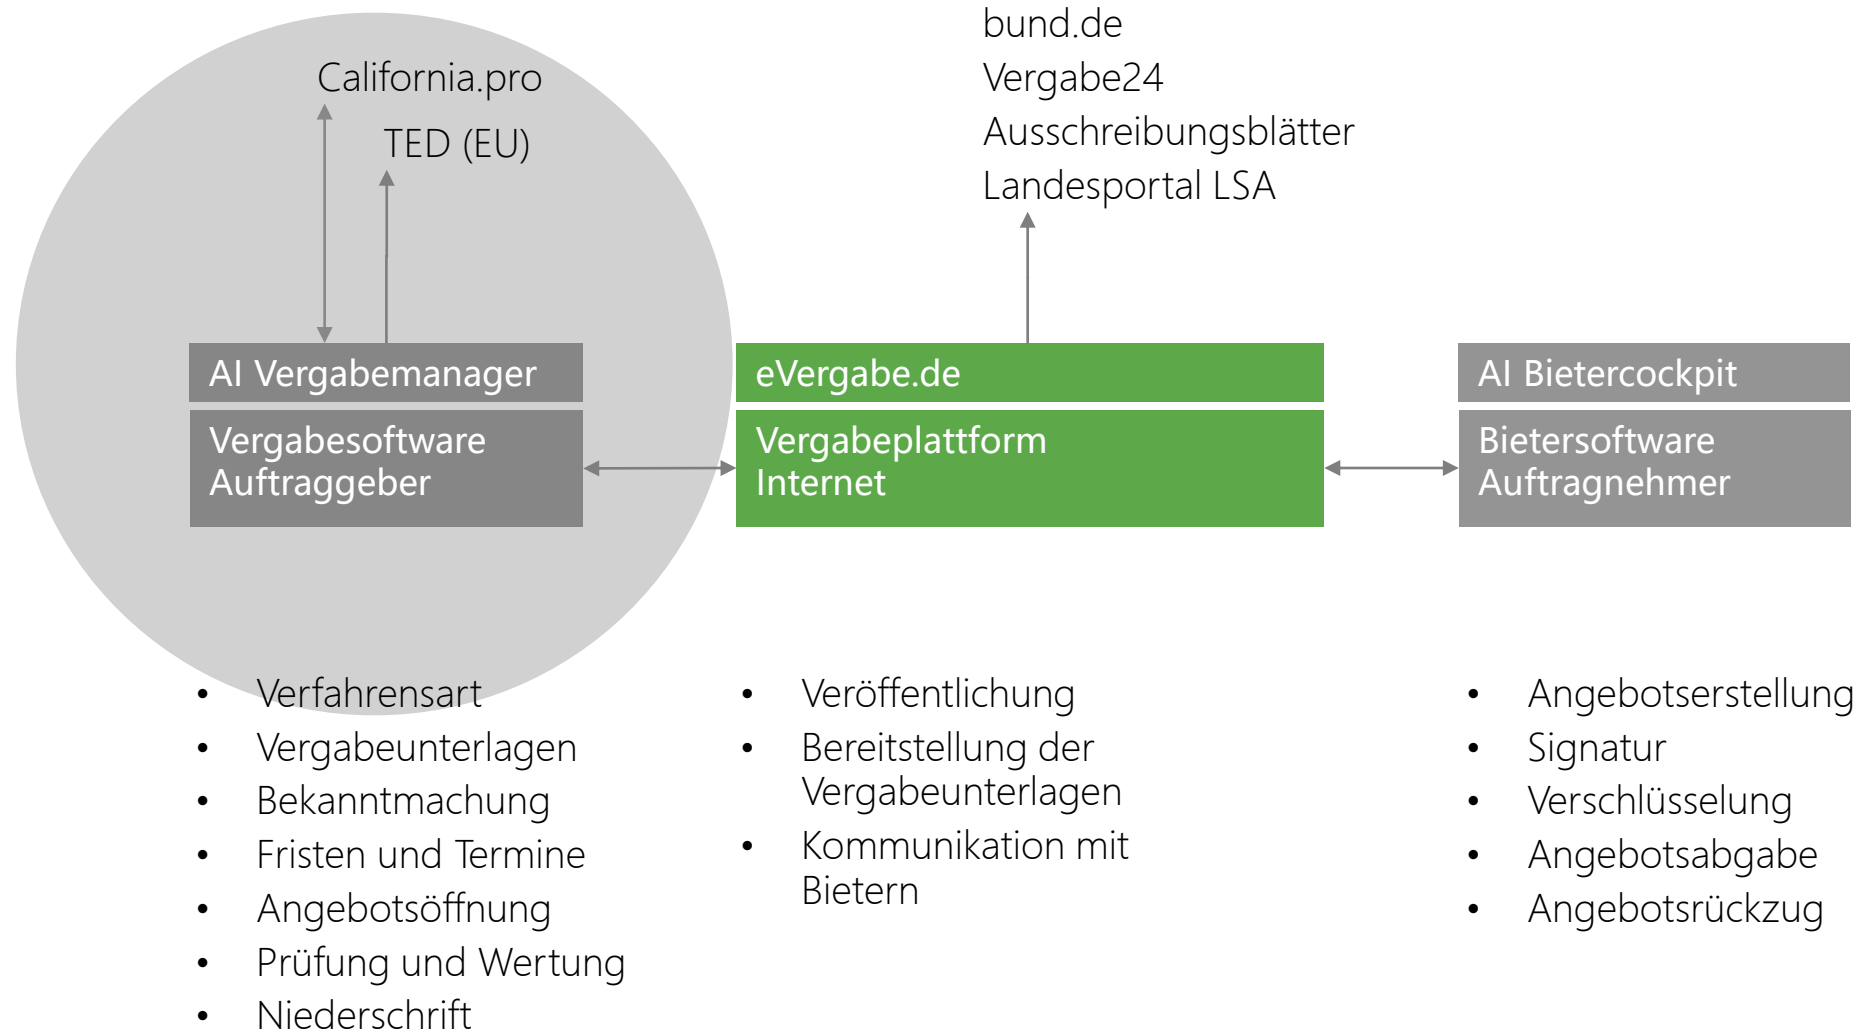 California.pro
TED (EU)
bund.de
Vergabe24
Ausschreibungsblätter
Landesportal LSA
AI Vergabemanager
Vergabesoftware
Auftraggeber
eVergabe.de
Vergabeplattform
Internet
AI Bietercockpit
Bietersoftware
Auftragnehmer
• Verfahrensart
• Vergabeunterlagen
• Bekanntmachung
• Fristen und Termine
• Angebotsöffnung
• Prüfung und Wertung
• Niederschrift
• Veröffentlichung
• Bereitstellung der
Vergabeunterlagen
• Kommunikation mit
Bietern
• Angebotserstellung
• Signatur
• Verschlüsselung
• Angebotsabgabe
• Angebotsrückzug